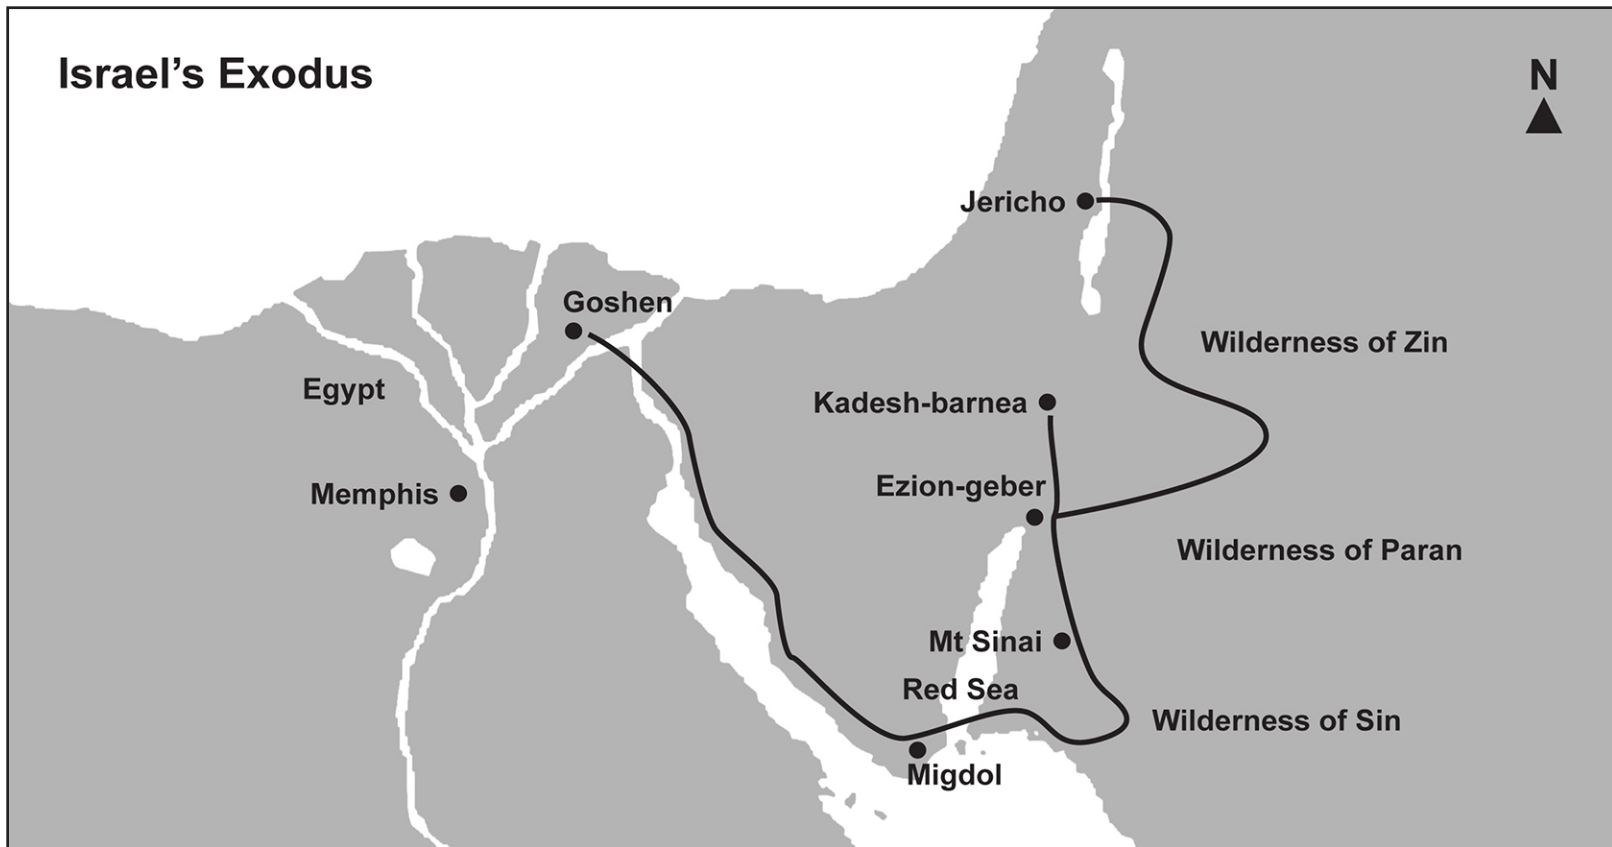 Israel's Exodus
N
Jericho
Goshen
Wilderness of Zin
Egypt
Kadesh-barnea
Ezion-geber
Memphis
Wilderness of Paran
Mt Sinai
Red Sea
Wilderness of Sin
Migdol